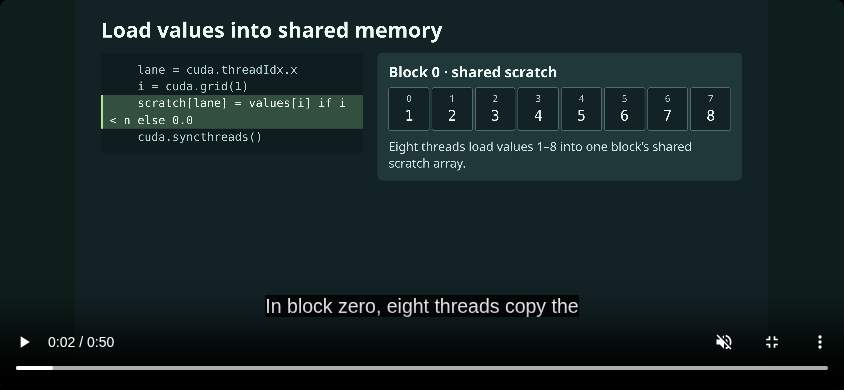 Load values into shared memory
lane = cuda.threadIdx.x
i = cuda.grid(1)
scratch[lane] = values[i] if i
< n else 0.0
cuda.syncthreads()
Block 0 · shared scratch
0 1 2 3 4 5 6 7
1 2 3 4 5 6 7 8
Eight threads load values 1–8 into one block's shared
scratch array.
In block zero, eight threads copy the
0:02 / 0:50